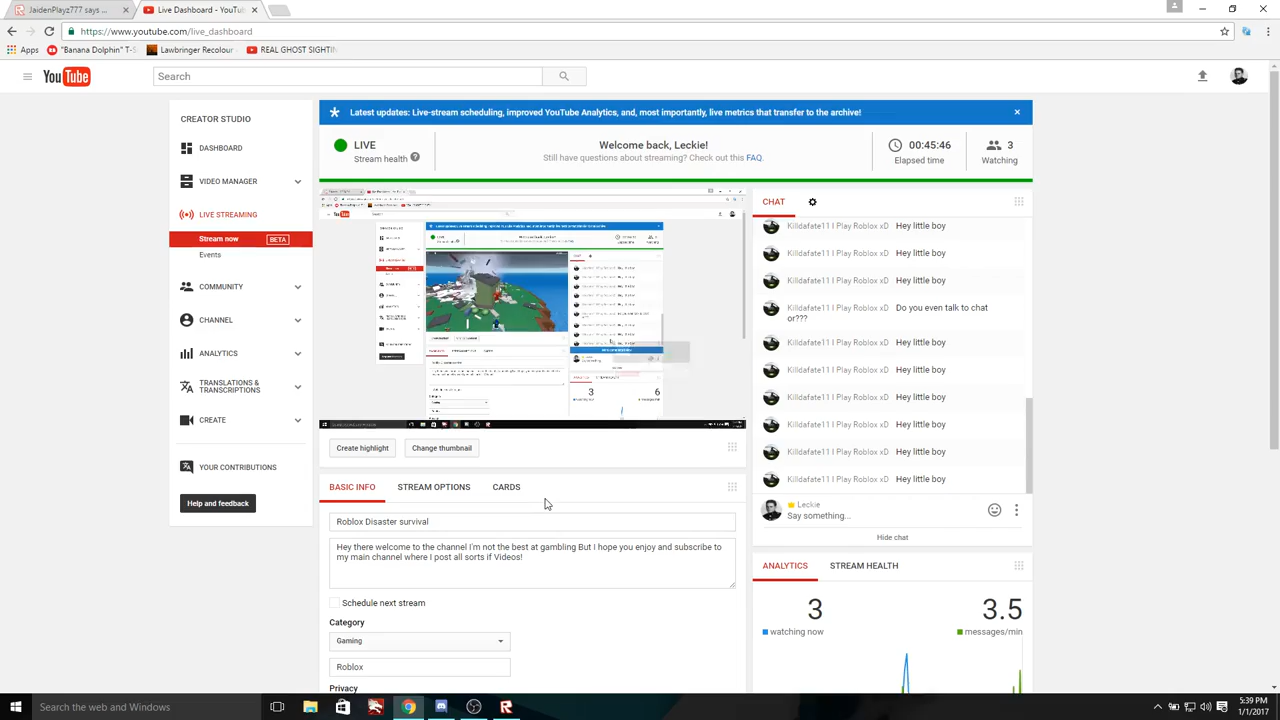 JaidenPlayz777 says ...
Live Dashboard - YouTu
https://www.youtube.com/live_dashboard
Apps
"Banana Dolphin" T-S
Lawbringer Recolour
REAL GHOST SIGHTIN
YouTube
Search
CREATOR STUDIO
DASHBOARD
VIDEO MANAGER
LIVE STREAMING
Stream now
BETA
Events
COMMUNITY
CHANNEL
ANALYTICS
TRANSLATIONS &
TRANSCRIPTIONS
CREATE
YOUR CONTRIBUTIONS
Help and feedback
Latest updates: Live-stream scheduling, improved YouTube Analytics, and, most importantly, live metrics that transfer to the archive!
LIVE
Stream health
Welcome back, Leckie!
Still have questions about streaming? Check out this FAQ.
00:45:46
Elapsed time
3
Watching
3
6
Create highlight
Change thumbnail
BASIC INFO
STREAM OPTIONS
CARDS
Roblox Disaster survival
Hey there welcome to the channel I'm not the best at gambling But I hope you enjoy and subscribe to
my main channel where I post all sorts if Videos!
Schedule next stream
Category
Gaming
Roblox
Privacy
CHAT
Killdafate11 I Play Roblox xD Hey little boy
Killdafate11 I Play Roblox xD Hey little boy
Killdafate11 I Play Roblox xD Hey little boy
Killdafate11 I Play Roblox xD Do you even talk to chat
or???
Killdafate11 I Play Roblox xD Hey little boy
Killdafate11 I Play Roblox xD Hey little boy
Killdafate11 I Play Roblox xD Hey little boy
Killdafate11 I Play Roblox xD Hey little boy
Killdafate11 I Play Roblox xD Hey little boy
Killdafate11 I Play Roblox xD Hey little boy
Leckie
Say something...
Hide chat
ANALYTICS
STREAM HEALTH
3
watching now
3.5
messages/min
Search the web and Windows
5:39 PM
1/1/2017